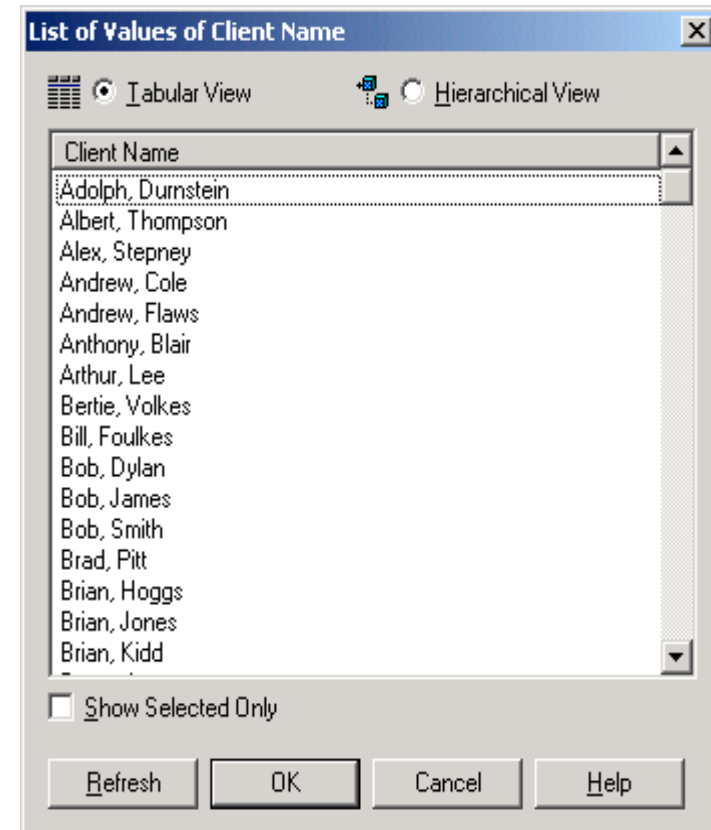 List of Values of Client Name
Tabular View Hierarchical View
Client Name
Adolph, Durnstein
Albert, Thompson
Alex, Stepney
Andrew, Cole
Andrew, Flaws
Anthony, Blair
Arthur, Lee
Bertie, Volkes
Bill, Foulkes
Bob, Dylan
Bob, James
Bob, Smith
Brad, Pitt
Brian, Hoggs
Brian, Jones
Brian, Kidd
Show Selected Only
Refresh OK Cancel Help